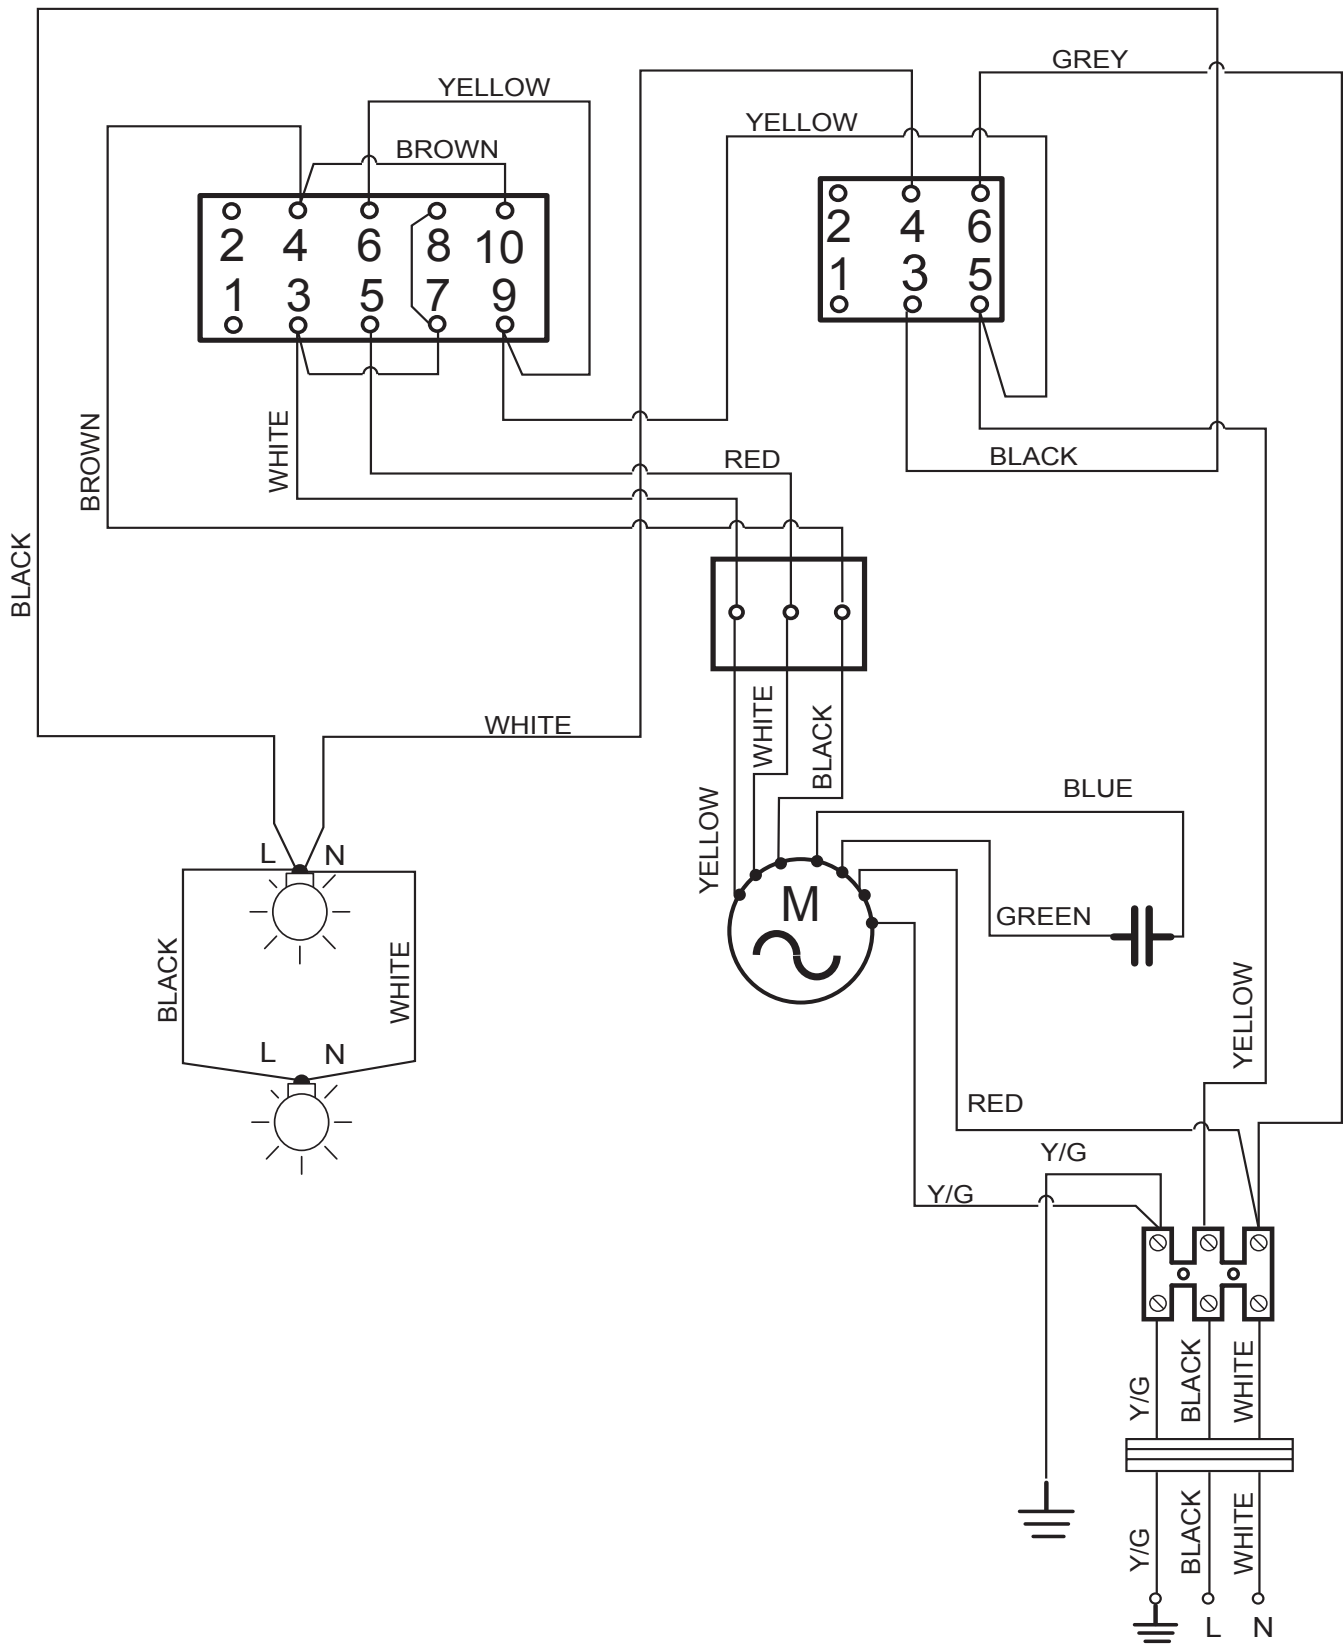 GREY
YELLOW
YELLOW
BROWN
2 4 6 8 10
1 3 5 7 9
2 4 6
1 3 5
BROWN
WHITE
RED
BLACK
BLACK
WHITE
WHITE
BLACK
YELLOW
BLUE
L N
M
GREEN
BLACK
WHITE
YELLOW
L N
RED
Y/G
Y/G
Y/G
BLACK
WHITE
Y/G
BLACK
WHITE
L N